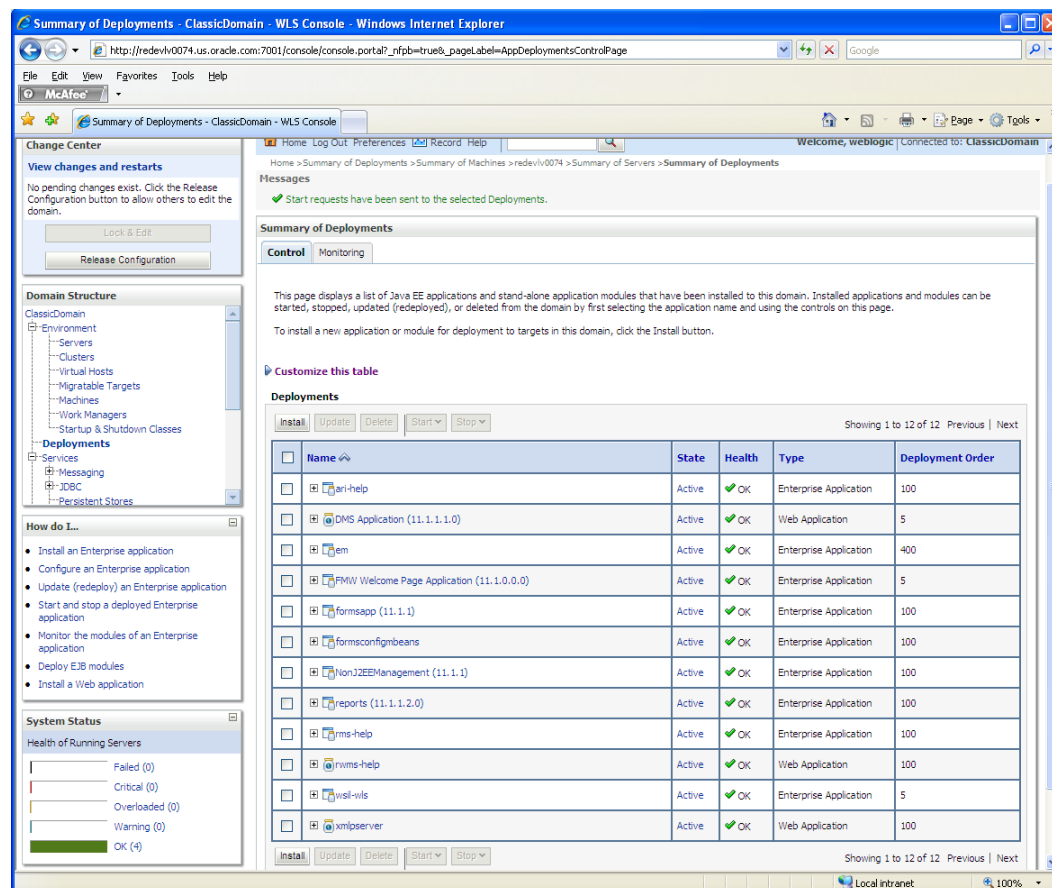 Summary of Deployments - ClassicDomain - WLS Console - Windows Internet Explorer
http://redevlv0074.us.oracle.com:7001/console/console.portal?_nfpb=true&_pageLabel=AppDeploymentsControlPage
Google
File Edit View Favorites Tools Help
McAfee
Summary of Deployments - ClassicDomain - WLS Console
Page Tools
Change Center
View changes and restarts
No pending changes exist. Click the Release
Configuration button to allow others to edit the
domain.
Lock & Edit
Release Configuration
Domain Structure
ClassicDomain
Environment
Servers
Clusters
Virtual Hosts
Migratable Targets
Machines
Work Managers
Startup & Shutdown Classes
Deployments
Services
Messaging
JDBC
Persistent Stores
How do I...
Install an Enterprise application
Configure an Enterprise application
Update (redeploy) an Enterprise application
Start and stop a deployed Enterprise
application
Monitor the modules of an Enterprise
application
Deploy EJB modules
Install a Web application
System Status
Health of Running Servers
Failed (0)
Critical (0)
Overloaded (0)
Warning (0)
OK (4)
Home Log Out Preferences Record Help
Welcome, weblogic Connected to: ClassicDomain
Home >Summary of Deployments >Summary of Machines >redevlv0074 >Summary of Servers >Summary of Deployments
Messages
Start requests have been sent to the selected Deployments.
Summary of Deployments
Control Monitoring
This page displays a list of Java EE applications and stand-alone application modules that have been installed to this domain. Installed applications and modules can be
started, stopped, updated (redeployed), or deleted from the domain by first selecting the application name and using the controls on this page.
To install a new application or module for deployment to targets in this domain, click the Install button.
Customize this table
Deployments
Install Update Delete Start Stop Showing 1 to 12 of 12 Previous | Next
Name State Health Type Deployment Order
ari-help Active OK Enterprise Application 100
DMS Application (11.1.1.1.0) Active OK Web Application 5
em Active OK Enterprise Application 400
FMW Welcome Page Application (11.1.0.0.0) Active OK Enterprise Application 5
formsapp (11.1.1) Active OK Enterprise Application 100
formsconfigmbeans Active OK Enterprise Application 100
NonJ2EEManagement (11.1.1) Active OK Enterprise Application 100
reports (11.1.1.2.0) Active OK Enterprise Application 100
rms-help Active OK Enterprise Application 100
rwms-help Active OK Web Application 100
wsil-wls Active OK Enterprise Application 5
xmlpserver Active OK Web Application 100
Install Update Delete Start Stop Showing 1 to 12 of 12 Previous | Next
Local intranet 100%